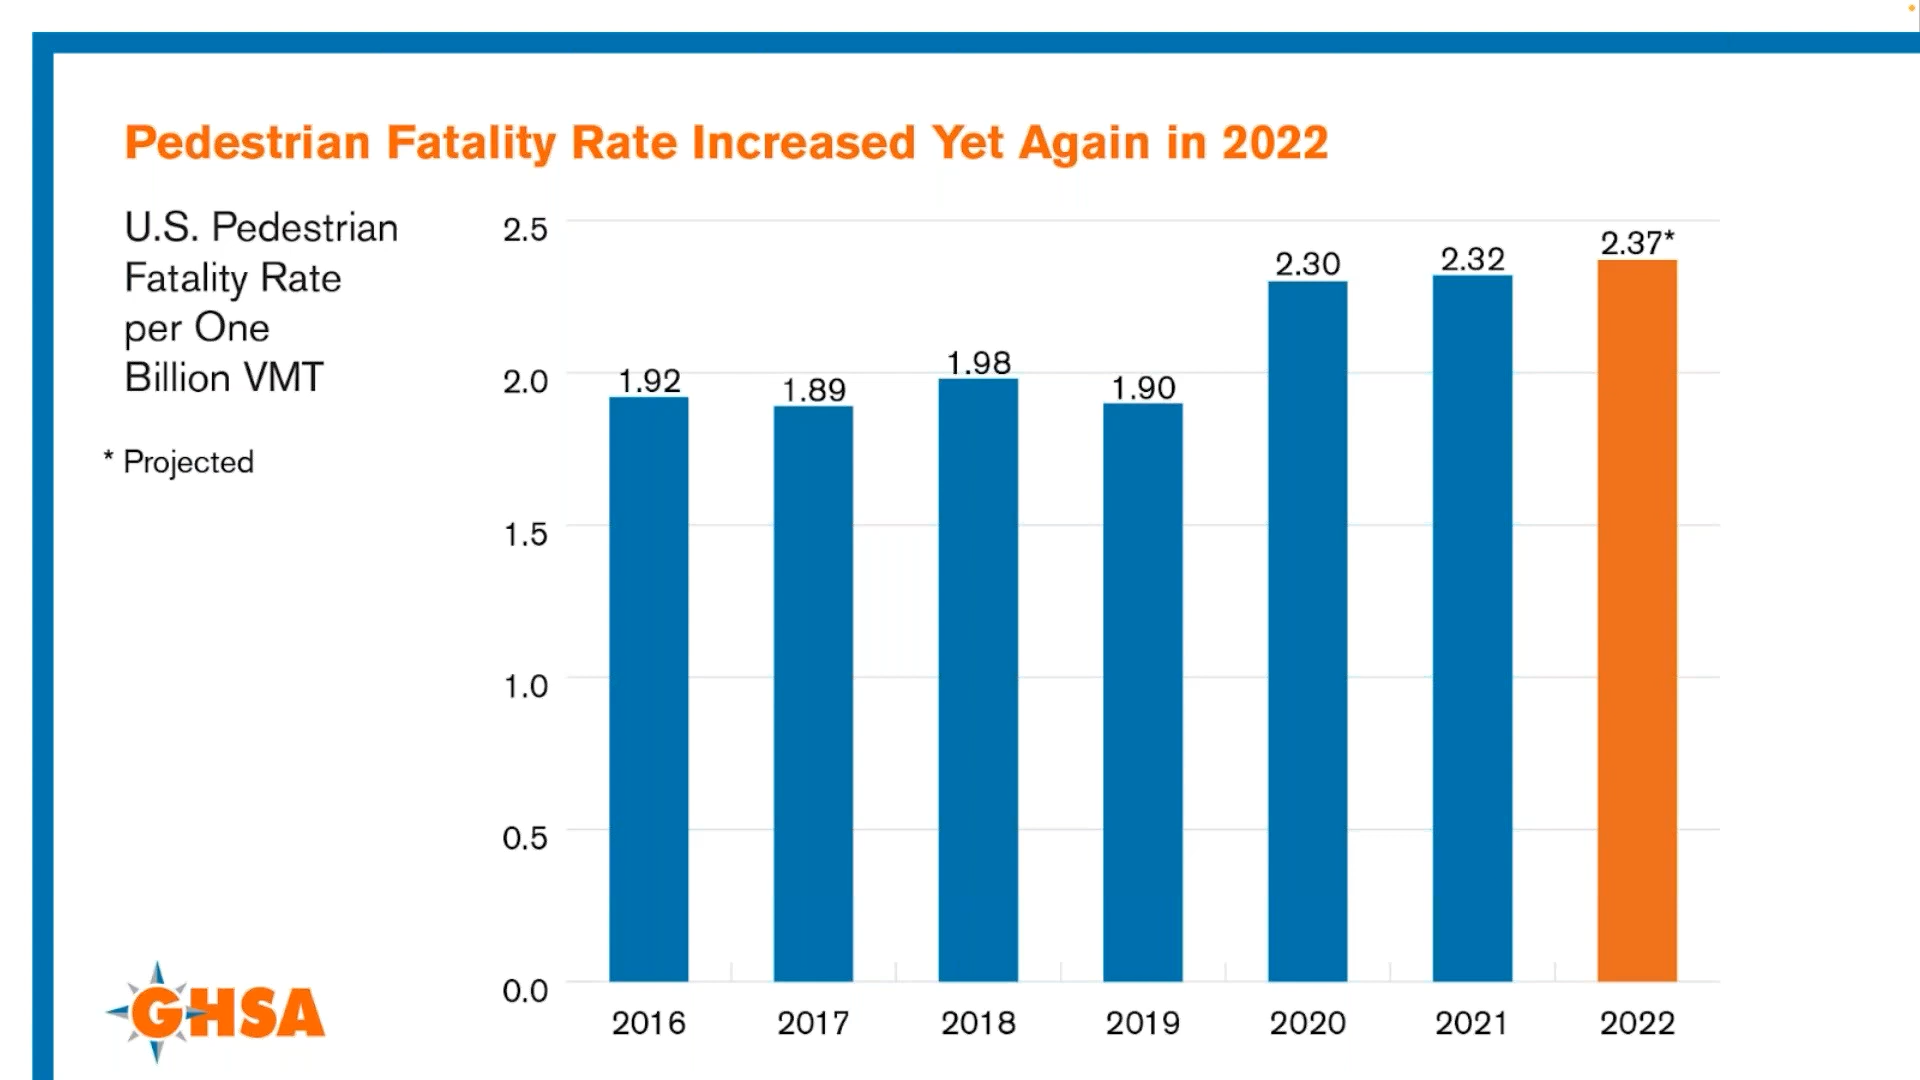 Pedestrian Fatality Rate Increased Yet Again in 2022
U.S. Pedestrian
Fatality Rate
per One
Billion VMT
* Projected
2.5
2.0
1.5
1.0
0.5
0.0
1.92
1.89
1.98
1.90
2.30
2.32
2.37*
2016
2017
2018
2019
2020
2021
2022
GHSA